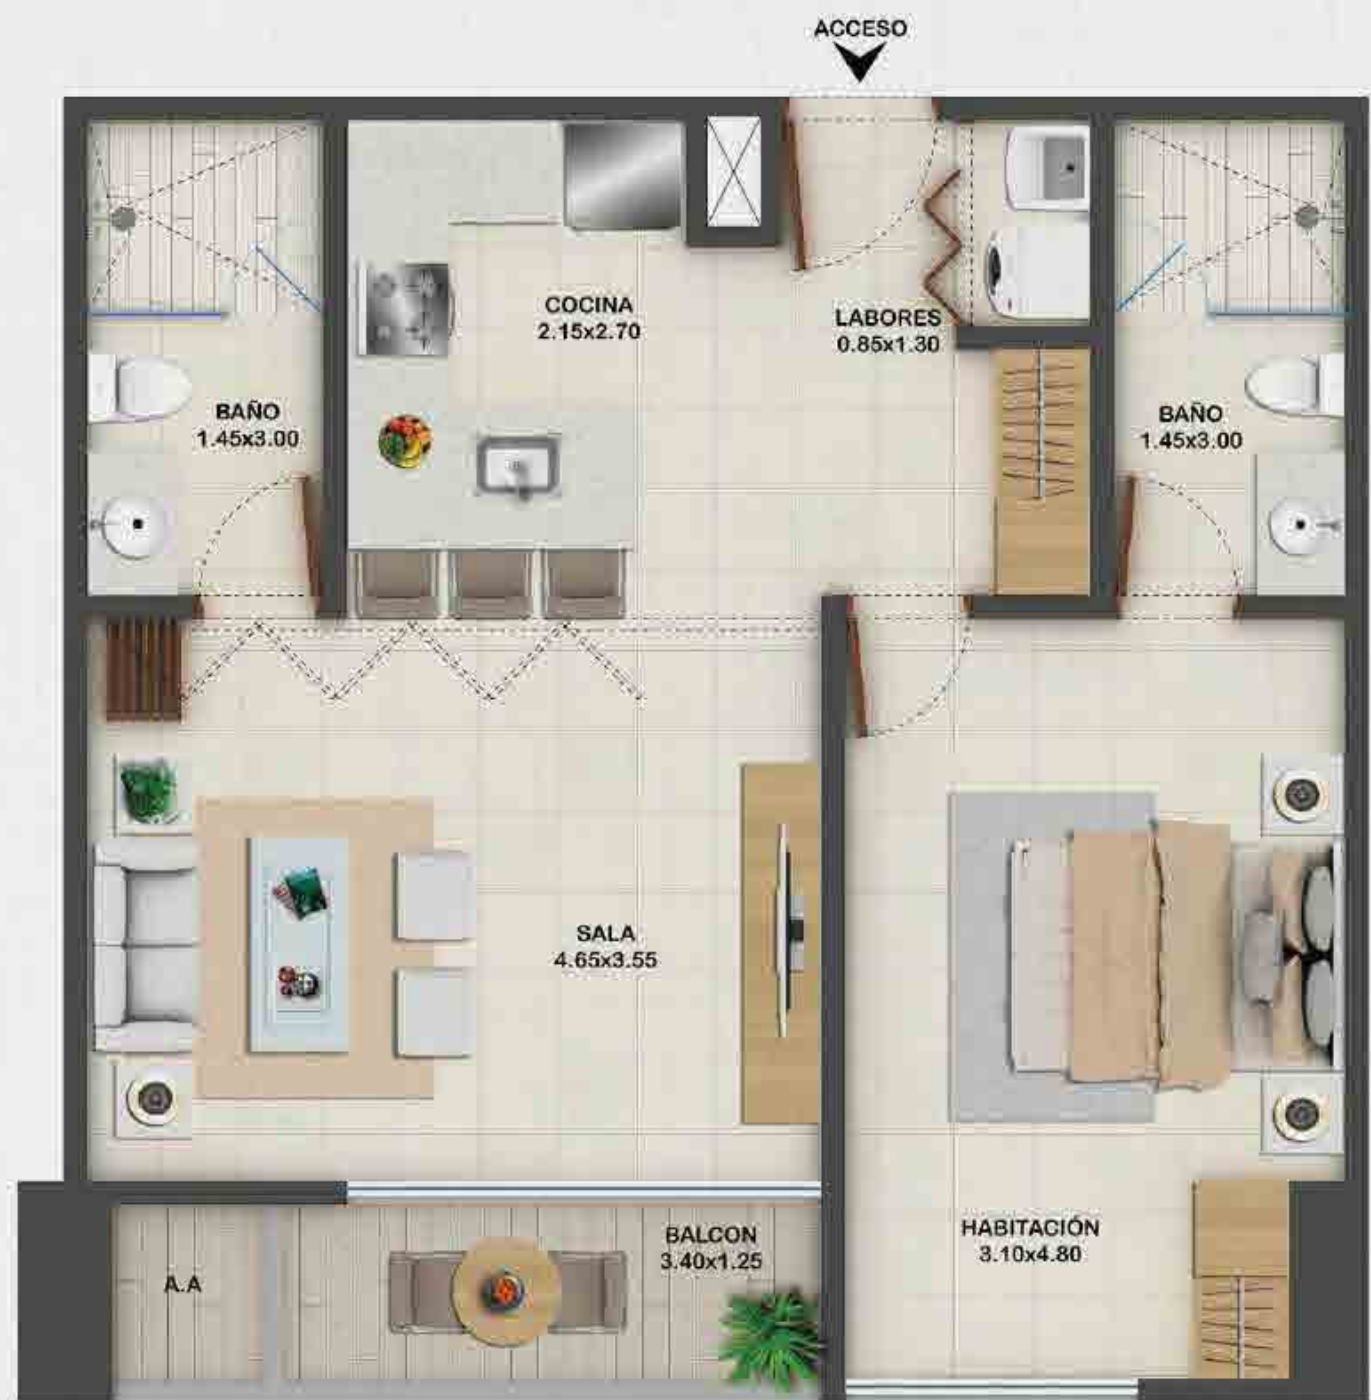 ACCESO
COCINA
2.15x2.70
LABORES
0.85x1.30
BAÑO
1.45x3.00
BAÑO
1.45x3.00
SALA
4.65x3.55
BALCON
3.40x1.25
HABITACIÓN
3.10x4.80
A.A